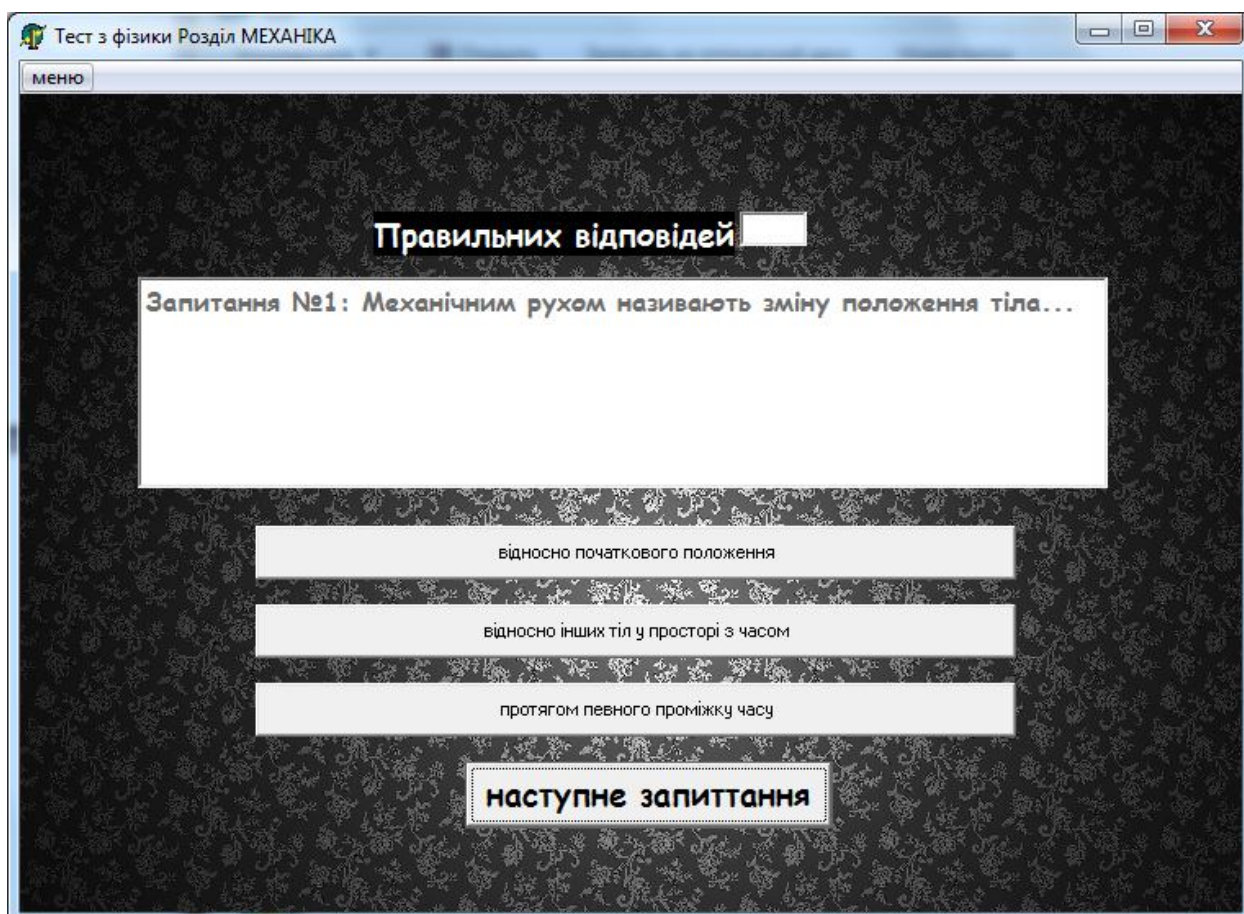 Тест з фізики Розділ МЕХАНІКА
меню
Правильних відповідей
Запитання №1: Механічним рухом називають зміну положення тіла...
відносно початкового положення
відносно інших тіл у просторі з часом
протягом певного проміжку часу
наступне запиттання